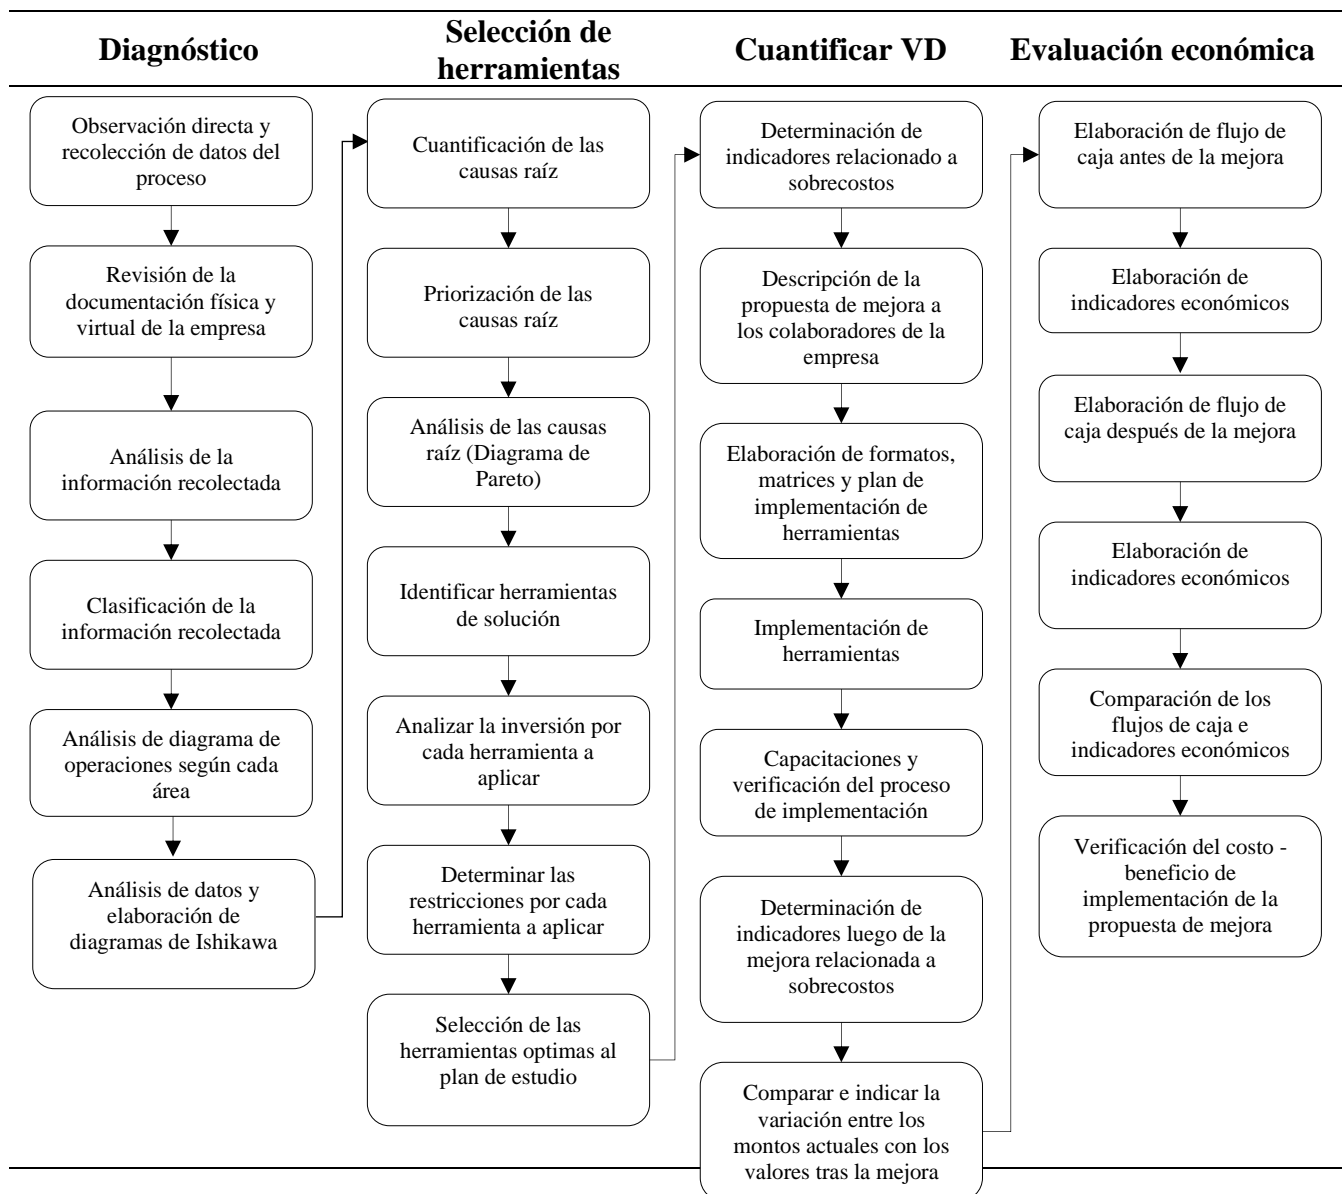 Diagnóstico
Selección de
herramientas
Cuantificar VD
Evaluación económica
Observación directa y
recolección de datos del
proceso
Revisión de la
documentación física y
virtual de la empresa
Análisis de la
información recolectada
Clasificación de la
información recolectada
Análisis de diagrama de
operaciones según cada
área
Análisis de datos y
elaboración de
diagramas de Ishikawa
Cuantificación de las
causas raíz
Priorización de las
causas raíz
Análisis de las causas
raíz (Diagrama de
Pareto)
Identificar herramientas
de solución
Analizar la inversión por
cada herramienta a
aplicar
Determinar las
restricciones por cada
herramienta a aplicar
Selección de las
herramientas optimas al
plan de estudio
Determinación de
indicadores relacionado a
sobrecostos
Descripción de la
propuesta de mejora a
los colaboradores de la
empresa
Elaboración de formatos,
matrices y plan de
implementación de
herramientas
Implementación de
herramientas
Capacitaciones y
verificación del proceso
de implementación
Determinación de
indicadores luego de la
mejora relacionada a
sobrecostos
Comparar e indicar la
variación entre los
montos actuales con los
valores tras la mejora
Elaboración de flujo de
caja antes de la mejora
Elaboración de
indicadores económicos
Elaboración de flujo de
caja después de la mejora
Elaboración de
indicadores económicos
Comparación de los
flujos de caja e
indicadores económicos
Verificación del costo -
beneficio de
implementación de la
propuesta de mejora